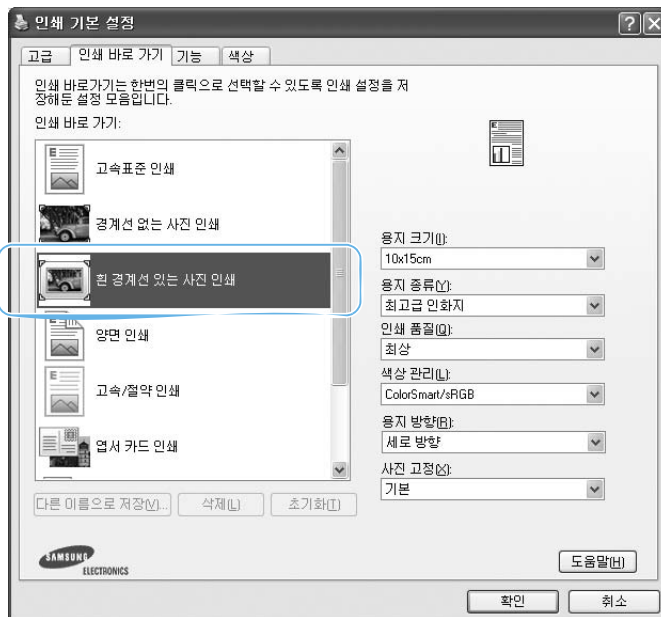 인쇄 기본 설정
고급 인쇄 바로 가기 기능 색상
인쇄 바로가기는 한번의 클릭으로 선택할 수 있도록 인쇄 설정을 저
장해둔 설정 모음입니다.
인쇄 바로 가기:
고속표준 인쇄
경계선 없는 사진 인쇄
흰 경계선 있는 사진 인쇄
양면 인쇄
고속/절약 인쇄
엽서 카드 인쇄
다른 이름으로 저장(V)... 삭제(L) 초기화(T)
용지 크기(I):
10x15cm
용지 종류(Y):
최고급 인화지
인쇄 품질(Q):
최상
색상 관리(L):
ColorSmart/sRGB
용지 방향(R):
세로 방향
사진 고정(X):
기본
SAMSUNG
ELECTRONICS
도움말(H)
확인 취소